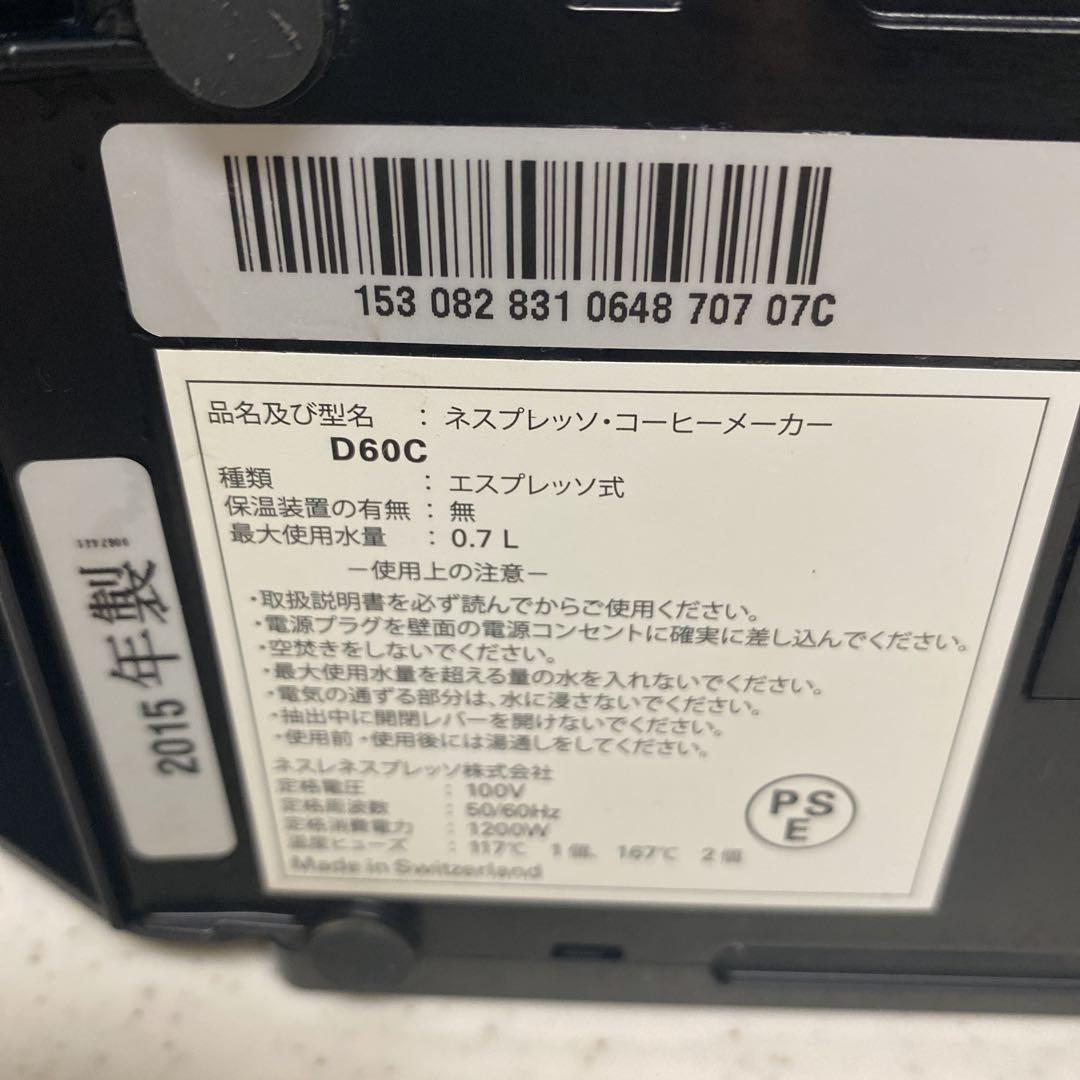 153 082 831 0648 707 07C
品名及び型名 : ネスプレッソ・コーヒーメーカー
D60C
種類 : エスプレッソ式
保温装置の有無 : 無
最大使用水量 : 0.7 L
−使用上の注意−
・取扱説明書を必ず読んでからご使用ください。
・電源プラグを壁面の電源コンセントに確実に差し込んでください。
・空焚きをしないでください。
・最大使用水量を超える量の水を入れないでください。
・電気の通ずる部分は、水に浸さないでください。
・抽出中に開閉レバーを開けないでください。
・使用前・使用後には湯通しをしてください。
ネスレネスプレッソ株式会社
定格電圧 : 100V
定格周波数 : 50/60Hz
定格消費電力 : 1200W
温度ヒューズ : 117℃ 1個、167℃ 2個
Made in Switzerland
PS
E
2015年製